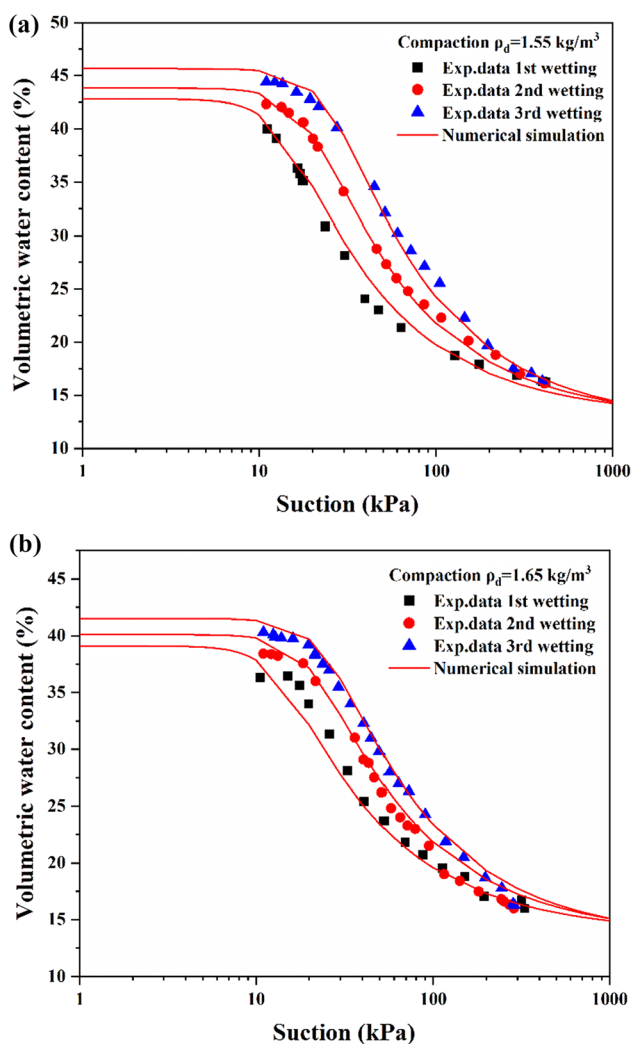 (a)
Compaction ρd=1.55 kg/m³
Exp.data 1st wetting
Exp.data 2nd wetting
Exp.data 3rd wetting
Numerical simulation
Volumetric water content (%)
50
45
40
35
30
25
20
15
10
1 10 100 1000
Suction (kPa)
(b)
Compaction ρd=1.65 kg/m³
Exp.data 1st wetting
Exp.data 2nd wetting
Exp.data 3rd wetting
Numerical simulation
Volumetric water content (%)
45
40
35
30
25
20
15
10
1 10 100 1000
Suction (kPa)